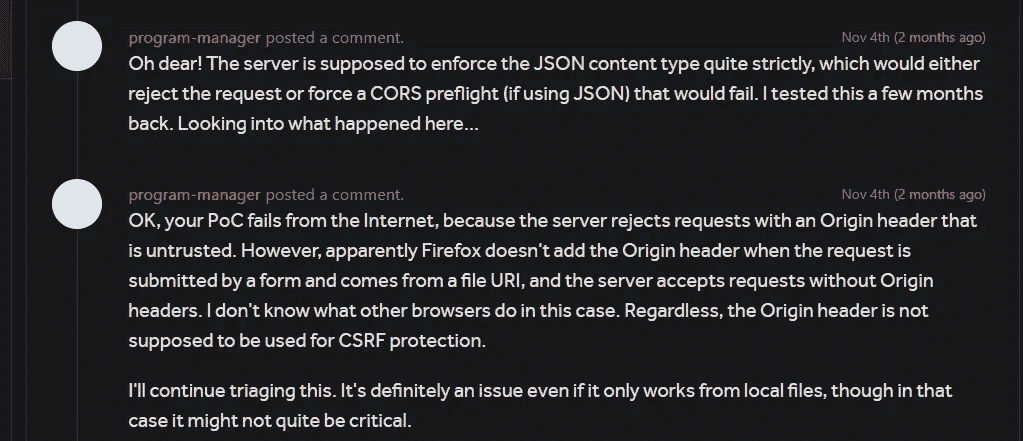 program-manager posted a comment. Nov 4th (2 months ago)
Oh dear! The server is supposed to enforce the JSON content type quite strictly, which would either
reject the request or force a CORS preflight (if using JSON) that would fail. I tested this a few months
back. Looking into what happened here...
program-manager posted a comment. Nov 4th (2 months ago)
OK, your PoC fails from the Internet, because the server rejects requests with an Origin header that
is untrusted. However, apparently Firefox doesn't add the Origin header when the request is
submitted by a form and comes from a file URI, and the server accepts requests without Origin
headers. I don't know what other browsers do in this case. Regardless, the Origin header is not
supposed to be used for CSRF protection.
I'll continue triaging this. It's definitely an issue even if it only works from local files, though in that
case it might not quite be critical.